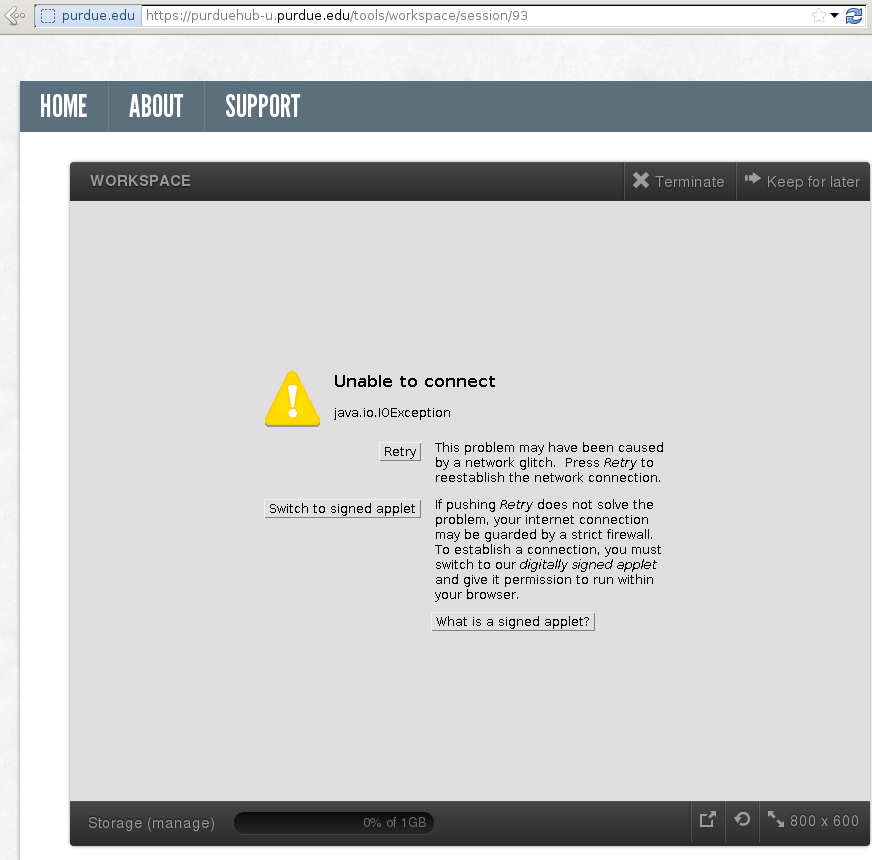 purdue.edu https://purduehub-u.purdue.edu/tools/workspace/session/93
HOME ABOUT SUPPORT
WORKSPACE Terminate Keep for later
Unable to connect
java.io.IOException
Retry
This problem may have been caused
by a network glitch. Press Retry to
reestablish the network connection.
Switch to signed applet
If pushing Retry does not solve the
problem, your internet connection
may be guarded by a strict firewall.
To establish a connection, you must
switch to our digitally signed applet
and give it permission to run within
your browser.
What is a signed applet?
Storage (manage) 0% of 1GB 800 x 600